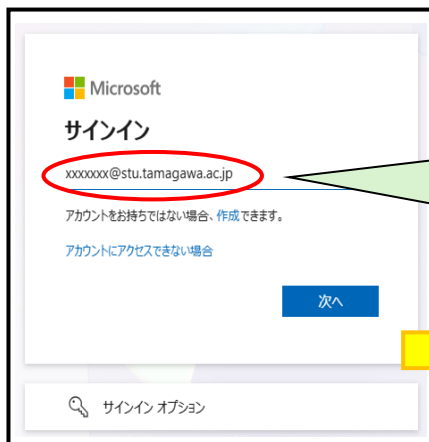 Microsoft
サインイン
xxxxxxx@stu.tamagawa.ac.jp
アカウントをお持ちではない場合、作成できます。
アカウントにアクセスできない場合
次へ
サインイン オプション